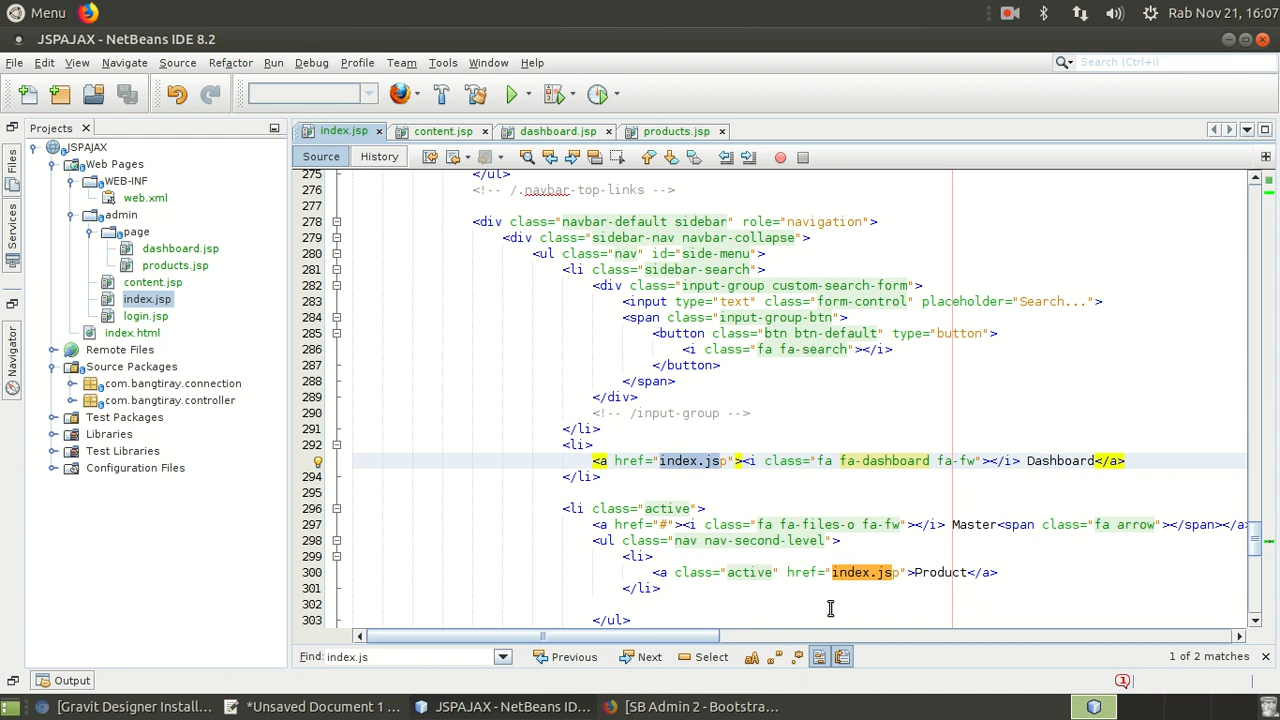 Menu
Rab Nov 21, 16:07
JSPAJAX - NetBeans IDE 8.2
File Edit View Navigate Source Refactor Run Debug Profile Team Tools Window Help
Search (Ctrl+I)
Projects
index.jsp content.jsp dashboard.jsp products.jsp
Source History
Files
Services
Navigator
JSPAJAX
Web Pages
WEB-INF
web.xml
admin
page
dashboard.jsp
products.jsp
content.jsp
index.jsp
login.jsp
index.html
Remote Files
Source Packages
com.bangtiray.connection
com.bangtiray.controller
Test Packages
Libraries
Test Libraries
Configuration Files
275 </ul>
276 <!-- /.navbar-top-links -->
277
278 <div class="navbar-default sidebar" role="navigation">
279 <div class="sidebar-nav navbar-collapse">
280 <ul class="nav" id="side-menu">
281 <li class="sidebar-search">
282 <div class="input-group custom-search-form">
283 <input type="text" class="form-control" placeholder="Search...">
284 <span class="input-group-btn">
285 <button class="btn btn-default" type="button">
286 <i class="fa fa-search"></i>
287 </button>
288 </span>
289 </div>
290 <!-- /input-group -->
291 </li>
292 <li>
<a href="index.jsp"><i class="fa fa-dashboard fa-fw"></i> Dashboard</a>
294 </li>
295
296 <li class="active">
297 <a href="#"><i class="fa fa-files-o fa-fw"></i> Master<span class="fa arrow"></span></a
298 <ul class="nav nav-second-level">
299 <li>
300 <a class="active" href="index.jsp">Product</a>
301 </li>
302
303 </ul>
Find: index.js
Previous Next Select
1 of 2 matches
Output
1
[Gravit Designer Install... *Unsaved Document 1 ... JSPAJAX - NetBeans IDE... [SB Admin 2 - Bootstra...